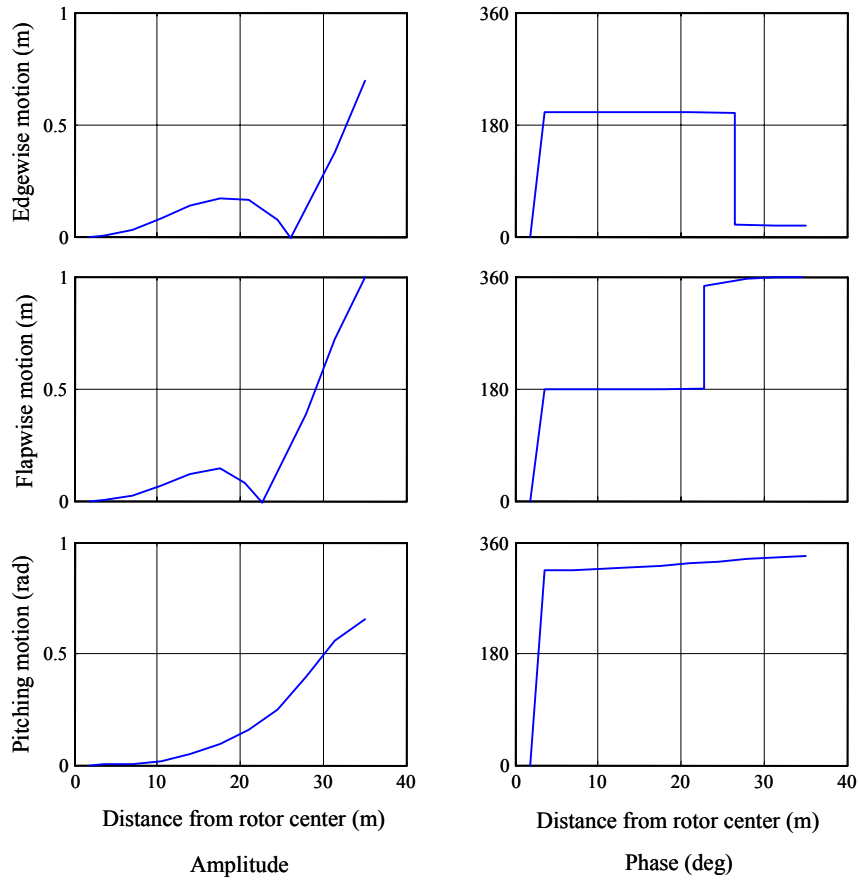 Edgewise motion (m)
1
0.5
0
360
180
0
Flapwise motion (m)
1
0.5
0
360
180
0
Pitching motion (rad)
1
0.5
0
0 10 20 30 40
360
180
0
0 10 20 30 40
Distance from rotor center (m)
Distance from rotor center (m)
Amplitude
Phase (deg)